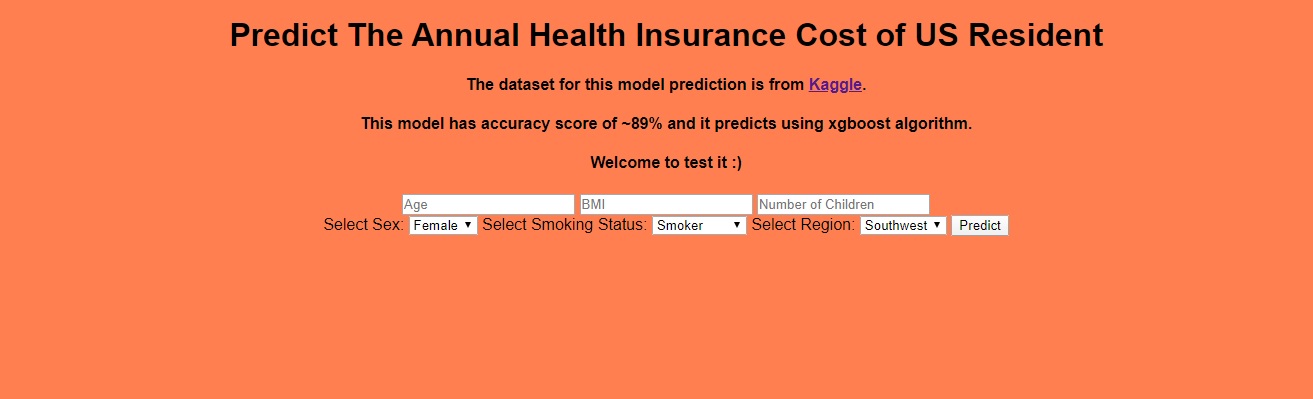 Predict The Annual Health Insurance Cost of US Resident
The dataset for this model prediction is from Kaggle.
This model has accuracy score of ~89% and it predicts using xgboost algorithm.
Welcome to test it :)
Age BMI Number of Children
Select Sex: Female Select Smoking Status: Smoker Select Region: Southwest Predict